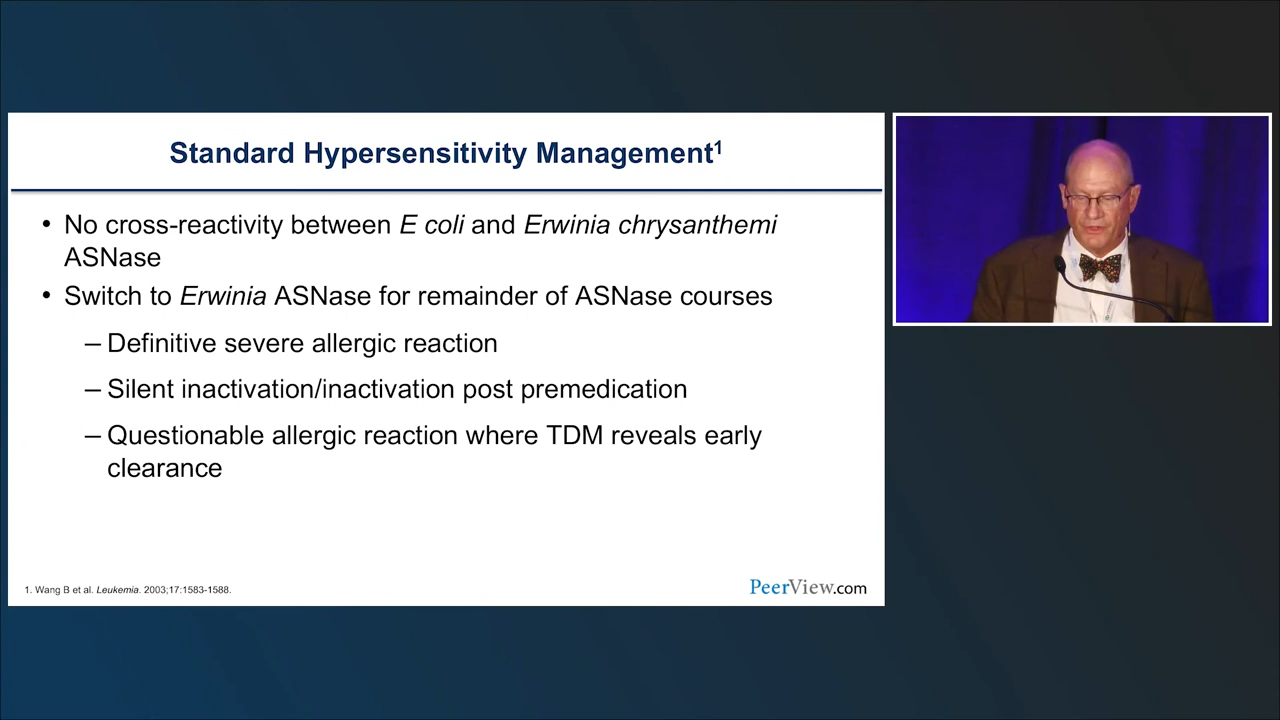 Standard Hypersensitivity Management¹
• No cross-reactivity between E coli and Erwinia chrysanthemi
ASNase
• Switch to Erwinia ASNase for remainder of ASNase courses
– Definitive severe allergic reaction
– Silent inactivation/inactivation post premedication
– Questionable allergic reaction where TDM reveals early
clearance
1. Wang B et al. Leukemia. 2003;17:1583-1588.
PeerView.com